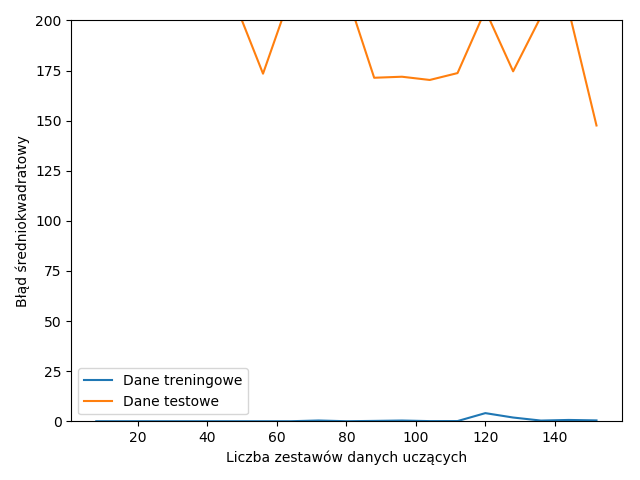 200
175
150
125
100
75
50
25
0
Błąd średniokwadratowy
Dane treningowe
Dane testowe
20 40 60 80 100 120 140
Liczba zestawów danych uczących